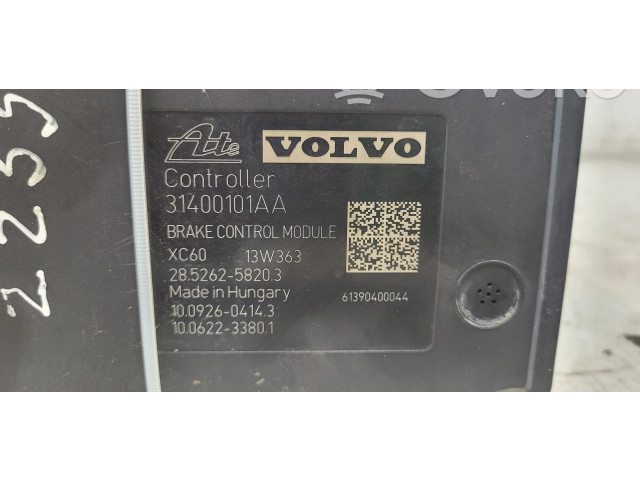 Ate VOLVO
Controller
31400101AA
BRAKE CONTROL MODULE
XC60 13W363
28.5262-5820.3
Made in Hungary
61390400044
10.0926-0414.3
10.0622-3380.1
2255